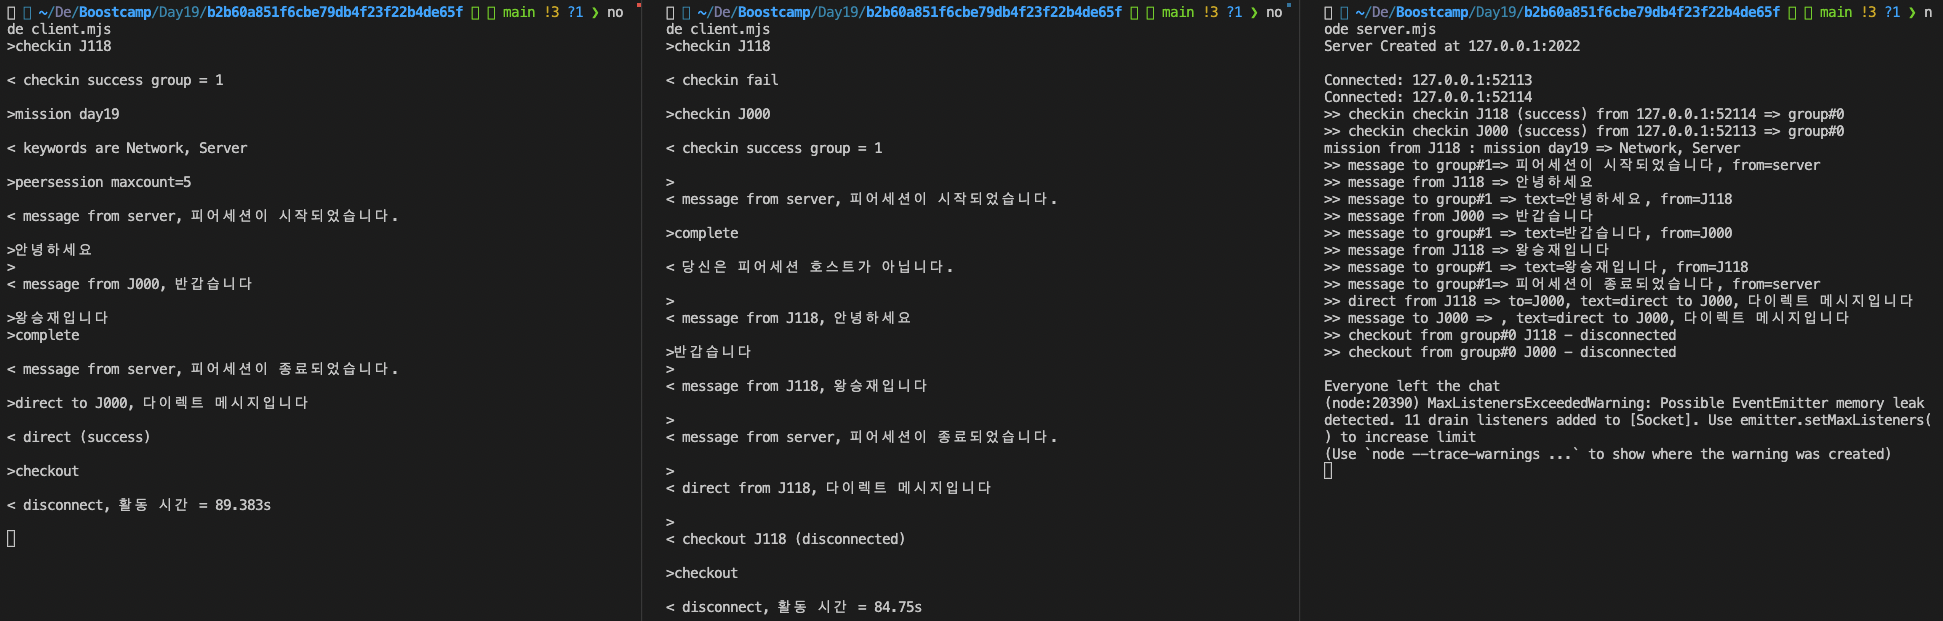 ~/De/Boostcamp/Day19/b2b60a851f6cbe79db4f23f22b4de65f main !3 ?1 ❯ no
de client.mjs
>checkin J118
< checkin success group = 1
>mission day19
< keywords are Network, Server
>peersession maxcount=5
< message from server, 피어세션이 시작되었습니다.
>안녕하세요
>
< message from J000, 반갑습니다
>왕승재입니다
>complete
< message from server, 피어세션이 종료되었습니다.
>direct to J000, 다이렉트 메시지입니다
< direct (success)
>checkout
< disconnect, 활동 시간 = 89.383s
~/De/Boostcamp/Day19/b2b60a851f6cbe79db4f23f22b4de65f main !3 ?1 ❯ no
de client.mjs
>checkin J118
< checkin fail
>checkin J000
< checkin success group = 1
>
< message from server, 피어세션이 시작되었습니다.
>complete
< 당신은 피어세션 호스트가 아닙니다.
>
< message from J118, 안녕하세요
>반갑습니다
>
< message from J118, 왕승재입니다
>
< message from server, 피어세션이 종료되었습니다.
>
< direct from J118, 다이렉트 메시지입니다
>
< checkout J118 (disconnected)
>checkout
< disconnect, 활동 시간 = 84.75s
~/De/Boostcamp/Day19/b2b60a851f6cbe79db4f23f22b4de65f main !3 ?1 ❯ n
ode server.mjs
Server Created at 127.0.0.1:2022
Connected: 127.0.0.1:52113
Connected: 127.0.0.1:52114
>> checkin checkin J118 (success) from 127.0.0.1:52114 => group#0
>> checkin checkin J000 (success) from 127.0.0.1:52113 => group#0
mission from J118 : mission day19 => Network, Server
>> message to group#1=> 피어세션이 시작되었습니다, from=server
>> message from J118 => 안녕하세요
>> message to group#1 => text=안녕하세요, from=J118
>> message from J000 => 반갑습니다
>> message to group#1 => text=반갑습니다, from=J000
>> message from J118 => 왕승재입니다
>> message to group#1 => text=왕승재입니다, from=J118
>> message to group#1=> 피어세션이 종료되었습니다, from=server
>> direct from J118 => to=J000, text=direct to J000, 다이렉트 메시지입니다
>> message to J000 => , text=direct to J000, 다이렉트 메시지입니다
>> checkout from group#0 J118 - disconnected
>> checkout from group#0 J000 - disconnected
Everyone left the chat
(node:20390) MaxListenersExceededWarning: Possible EventEmitter memory leak
detected. 11 drain listeners added to [Socket]. Use emitter.setMaxListeners(
) to increase limit
(Use `node --trace-warnings ...` to show where the warning was created)